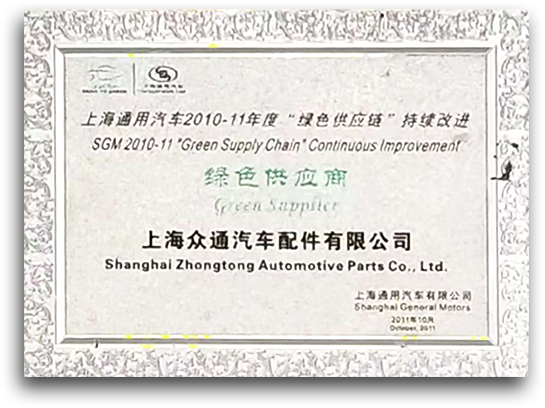 上海通用汽车2010-11年度“绿色供应链”持续改进
SGM 2010-11 "Green Supply Chain" Continuous Improvement
绿色供应商
Green Supplier
上海众通汽车配件有限公司
Shanghai Zhongtong Automotive Parts Co., Ltd.
上海通用汽车有限公司
Shanghai General Motors
2011年10月
October, 2011